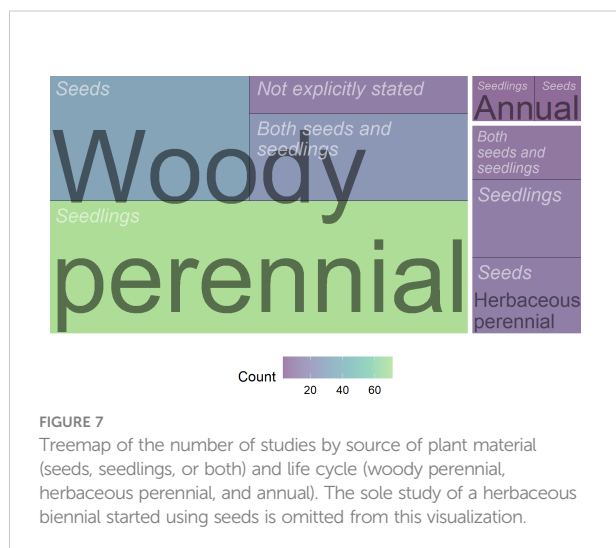 Seeds
Not explicitly stated
Both seeds and
seedlings
Seedlings
Woody
perennial
Seedlings
Seeds
Annual
Both
seeds and
seedlings
Seedlings
Seeds
Herbaceous
perennial
Count
20 40 60
FIGURE 7
Treemap of the number of studies by source of plant material
(seeds, seedlings, or both) and life cycle (woody perennial,
herbaceous perennial, and annual). The sole study of a herbaceous
biennial started using seeds is omitted from this visualization.